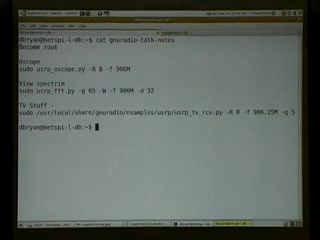 dbryan@netspi-l-db:~$ cat gnuradio-talk-notes
Become root
Oscope
sudo usrp_oscope.py -R B -f 906M
View spectrim
sudo usrp_fft.py -g 65 -W -f 906M -d 32
TV Stuff -
sudo /usr/local/share/gnuradio/examples/usrp/usrp_tv_rcv.py -R B -f 906.25M -g 5
dbryan@netspi-l-db:~$